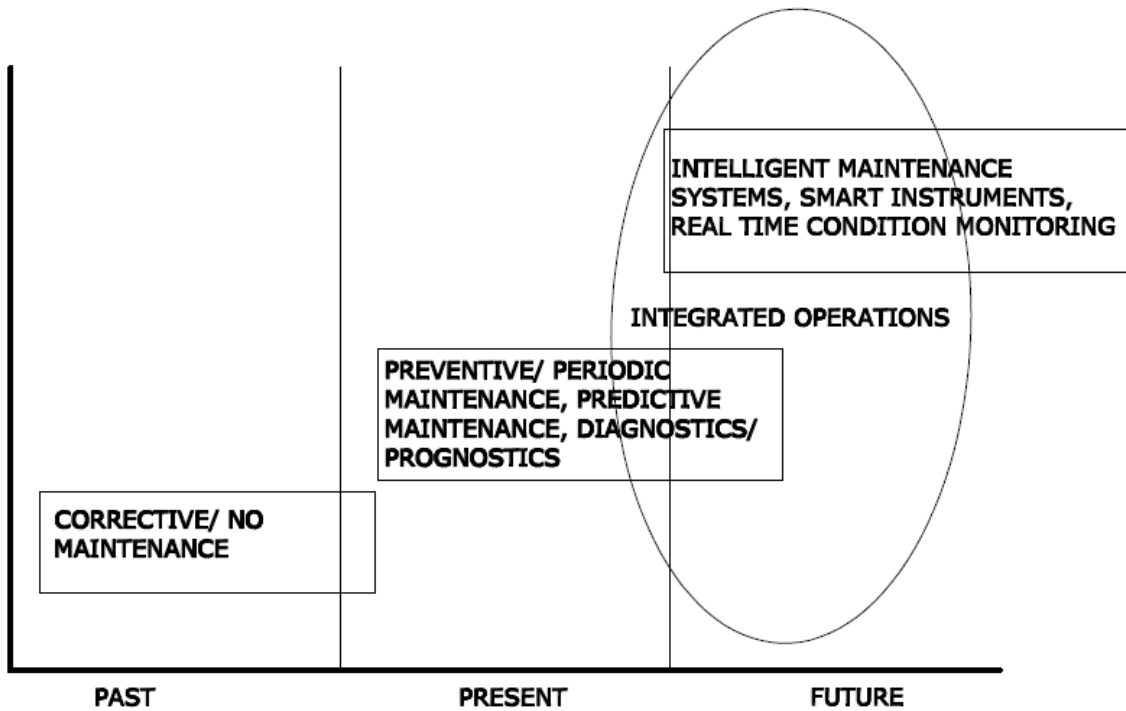 INTELLIGENT MAINTENANCE
SYSTEMS, SMART INSTRUMENTS,
REAL TIME CONDITION MONITORING
INTEGRATED OPERATIONS
PREVENTIVE/ PERIODIC
MAINTENANCE, PREDICTIVE
MAINTENANCE, DIAGNOSTICS/
PROGNOSTICS
CORRECTIVE/ NO
MAINTENANCE
PAST
PRESENT
FUTURE